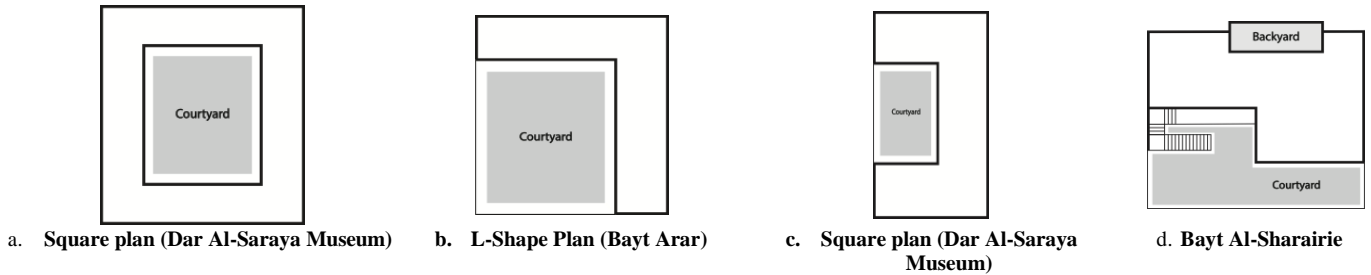 Courtyard
Courtyard
Courtyard
Backyard
Courtyard
a. Square plan (Dar Al-Saraya Museum)
b. L-Shape Plan (Bayt Arar)
c. Square plan (Dar Al-Saraya
Museum)
d. Bayt Al-Sharairie